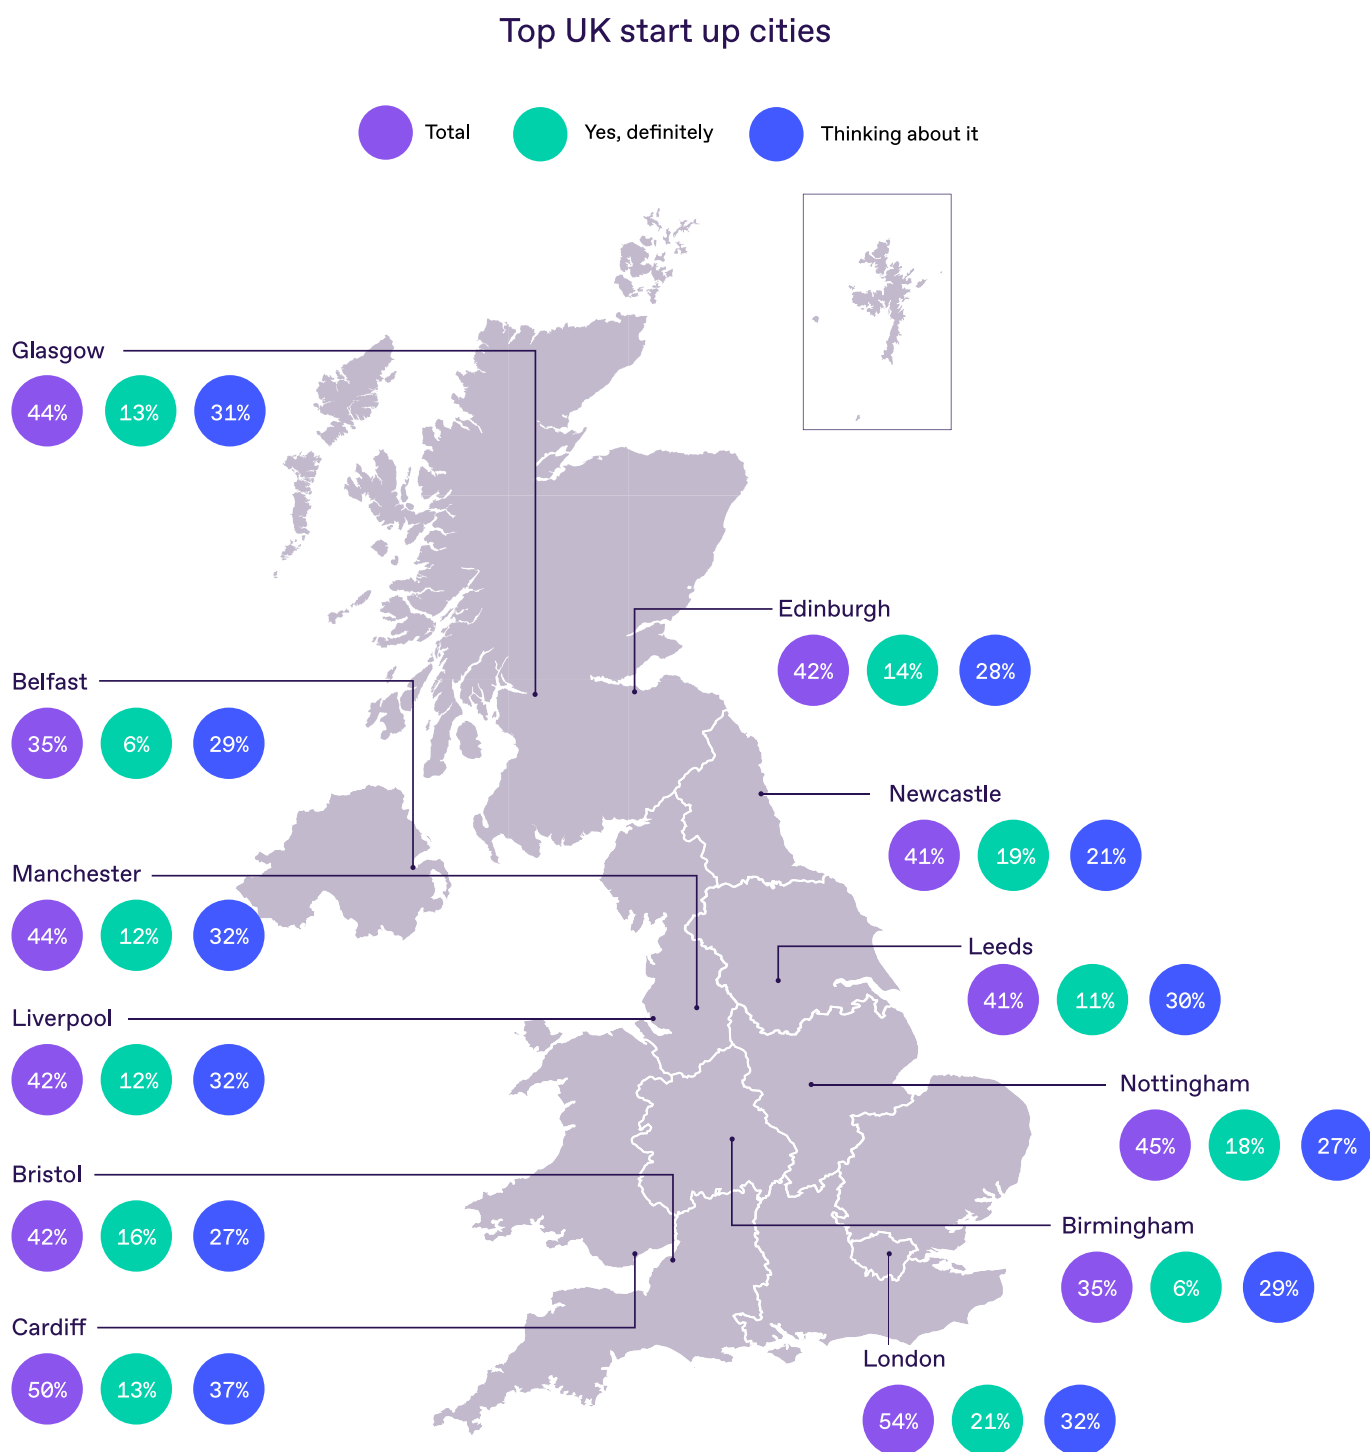 Top UK start up cities
Total Yes, definitely Thinking about it
Glasgow
44% 13% 31%
Edinburgh
42% 14% 28%
Belfast
35% 6% 29%
Newcastle
41% 19% 21%
Manchester
44% 12% 32%
Leeds
41% 11% 30%
Liverpool
42% 12% 32%
Nottingham
45% 18% 27%
Bristol
42% 16% 27%
Birmingham
35% 6% 29%
Cardiff
50% 13% 37%
London
54% 21% 32%